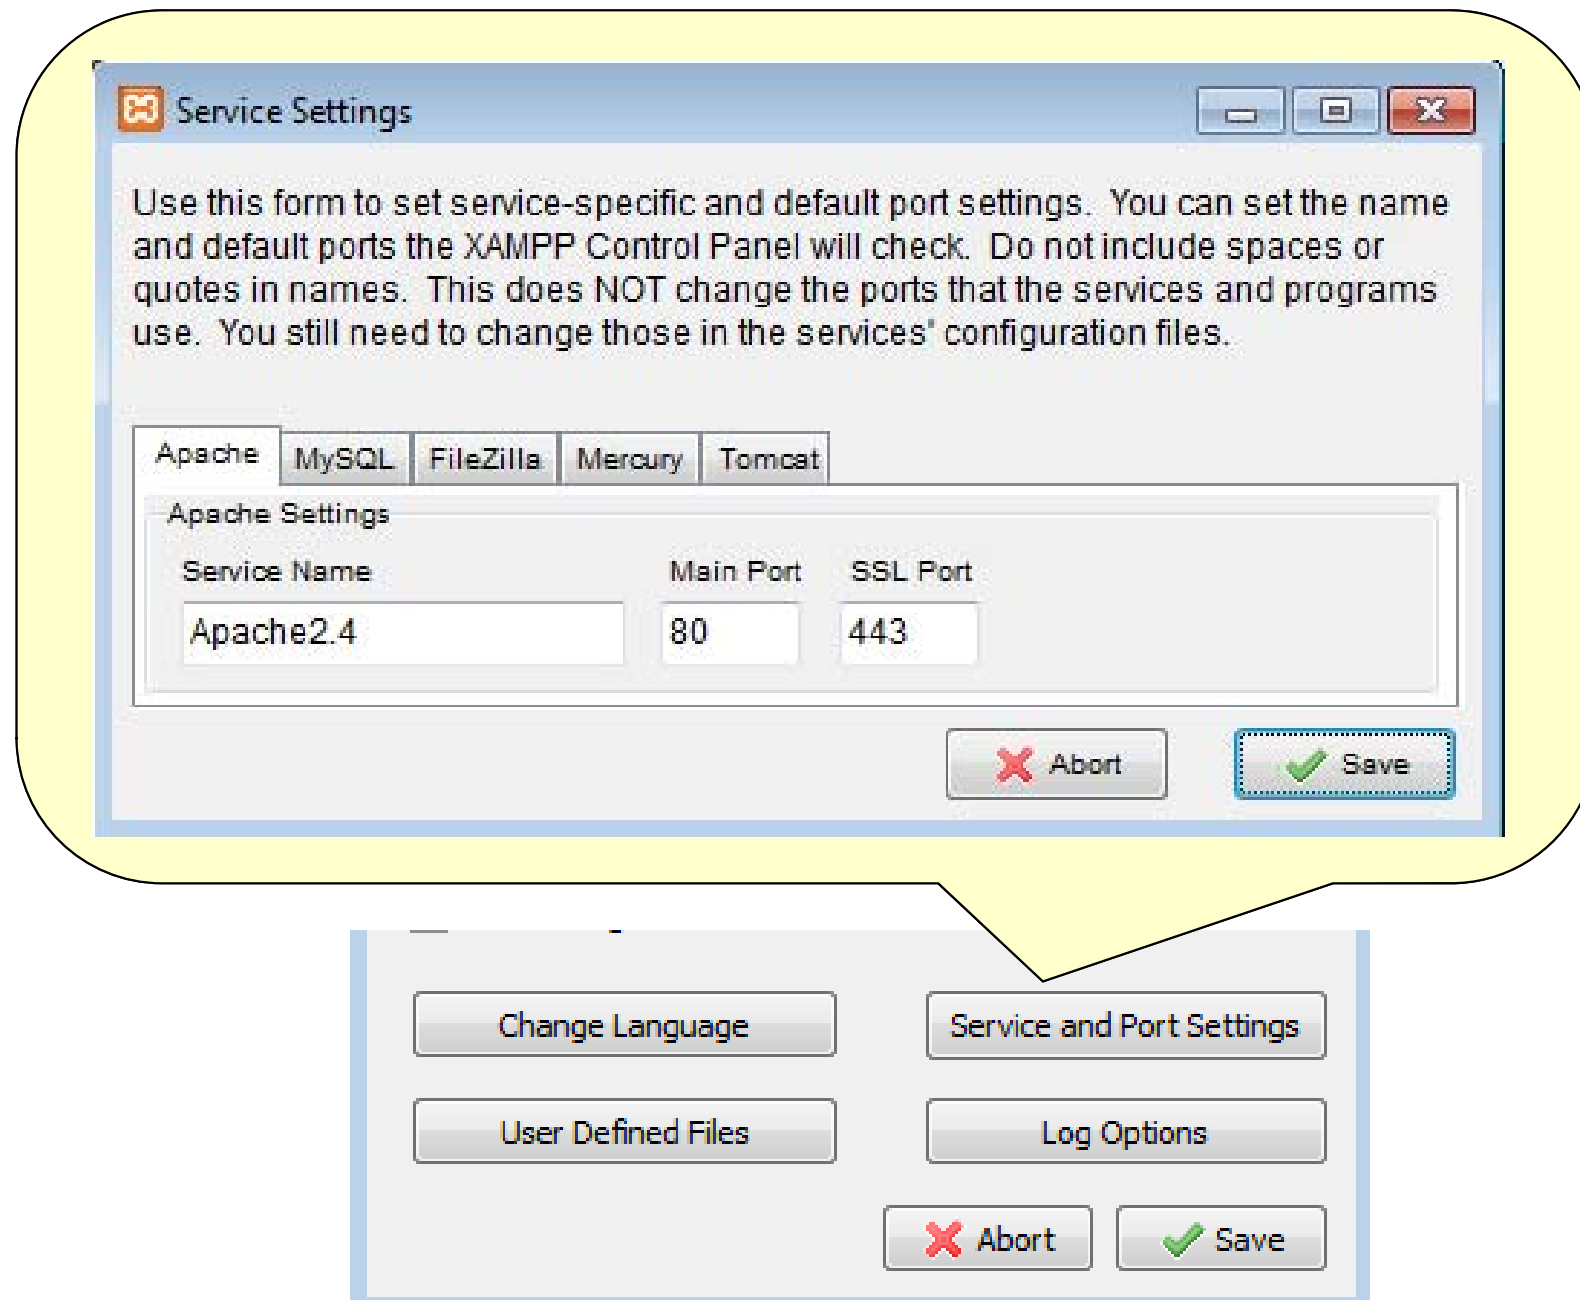 Service Settings
Use this form to set service-specific and default port settings.  You can set the name
and default ports the XAMPP Control Panel will check.  Do not include spaces or
quotes in names.  This does NOT change the ports that the services and programs
use.  You still need to change those in the services' configuration files.
Apache MySQL FileZilla Mercury Tomcat
Apache Settings
Service Name Main Port SSL Port
Apache2.4 80 443
Abort Save
Change Language Service and Port Settings
User Defined Files Log Options
Abort Save